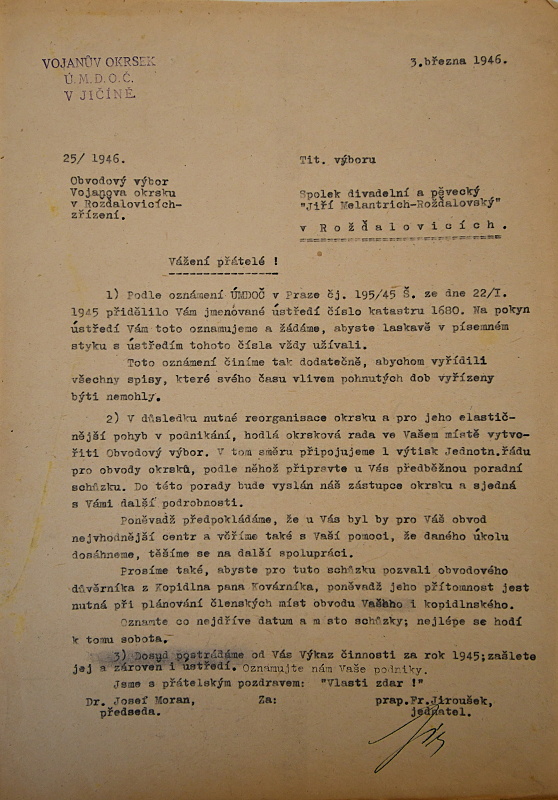 VOJANŮV OKRSEK
Ú.M.D.O.Č.
V JIČÍNĚ
3.března 1946.
25/ 1946.
Obvodový výbor
Vojanova okrsku
v Rožďalovicích-
zřízení.
Tit. výboru
Spolek divadelní a pěvecký
"Jiří Melantrich-Rožďalovský"
v Rožďalovicích.
Vážení přátelé !
1) Podle oznámení ÚMDOČ v Praze čj. 195/45 Š. ze dne 22/I.
1945 přidělilo Vám jmenované ústředí číslo katastru 1680. Na pokyn
ústředí Vám toto oznamujeme a žádáme, abyste laskavě v písemném
styku s ústředím tohoto čísla vždy užívali.
Toto oznámení činíme tak dodatečně, abychom vyřídili
všechny spisy, které svého času vlivem pohnutých dob vyřízeny
býti nemohly.
2) V důsledku nutné reorganisace okrsku a pro jeho elastič-
nější pohyb v podnikání, hodlá okrsková rada ve Vašem místě vytvo-
řiti Obvodový výbor. V tom směru připojujeme 1 výtisk Jednotn.řádu
pro obvody okrsků, podle něhož připravte u Vás předběžnou poradní
schůzku. Do této porady bude vyslán náš zástupce okrsku a sjedná
s Vámi další podrobnosti.
Poněvadž předpokládáme, že u Vás byl by pro Váš obvod
nejvhodnější centr a věříme také s Vaší pomocí, že daného úkolu
dosáhneme, těšíme se na další spolupráci.
Prosíme také, abyste pro tuto schůzku pozvali obvodového
důvěrníka z Kopidlna pana Kovárníka, poněvadž jeho přítomnost jest
nutná při plánování členských míst obvodu Vašeho i kopidlnského.
Oznamte co nejdříve datum a místo schůzky; nejlépe se hodí
k tomu sobota.
3) Dosud postrádáme od Vás Výkaz činnosti za rok 1945;zašlete
jej a zároveň i ústředí. Oznamujte nám Vaše podniky.
Jsme s přátelským pozdravem: "Vlasti zdar !"
Dr. Josef Moran, Za: prap.Fr.Jiroušek,
předseda. jednatel.